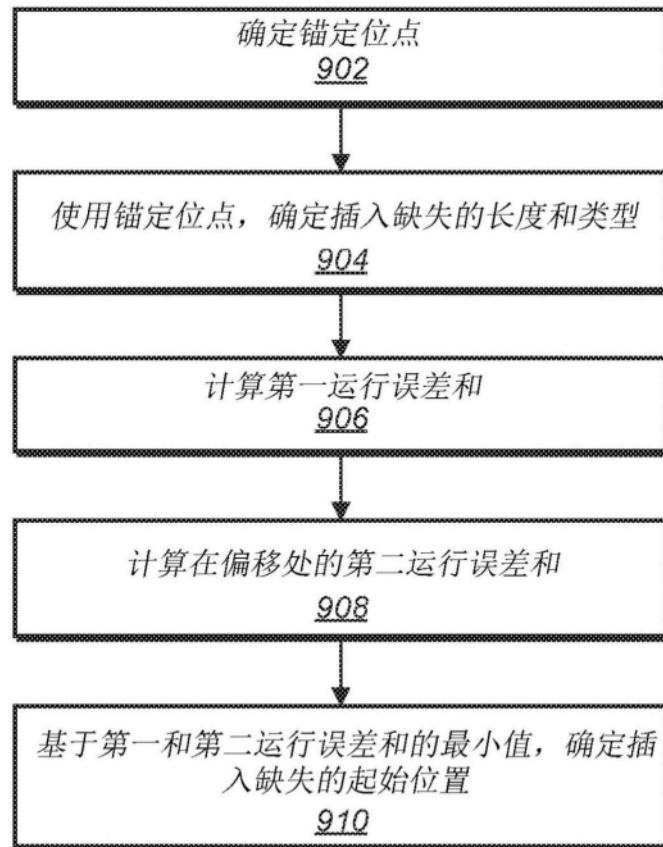 确定锚定位点
902
使用锚定位点，确定插入缺失的长度和类型
904
计算第一运行误差和
906
计算在偏移处的第二运行误差和
908
基于第一和第二运行误差和的最小值，确定插
入缺失的起始位置
910